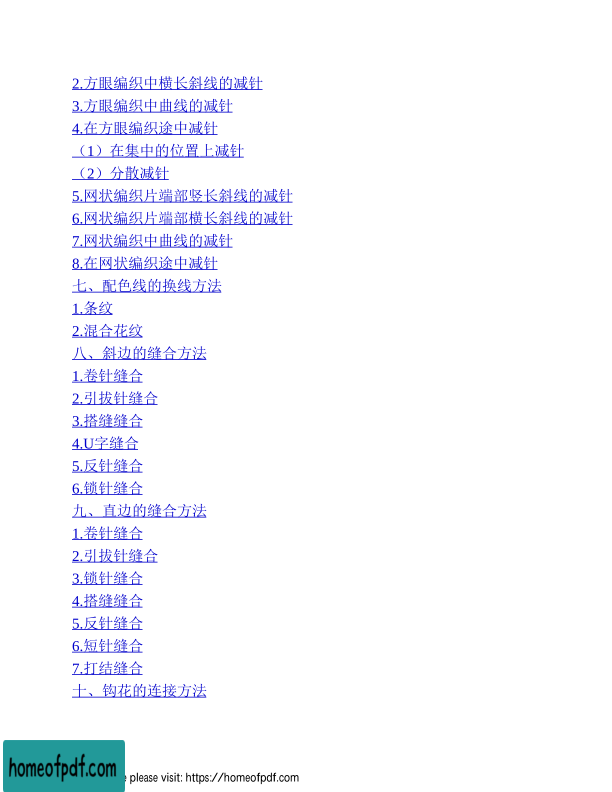 2.方眼编织中横长斜线的减针
3.方眼编织中曲线的减针
4.在方眼编织途中减针
（1）在集中的位置上减针
（2）分散减针
5.网状编织片端部竖长斜线的减针
6.网状编织片端部横长斜线的减针
7.网状编织中曲线的减针
8.在网状编织途中减针
七、配色线的换线方法
1.条纹
2.混合花纹
八、斜边的缝合方法
1.卷针缝合
2.引拔针缝合
3.搭缝缝合
4.U字缝合
5.反针缝合
6.锁针缝合
九、直边的缝合方法
1.卷针缝合
2.引拔针缝合
3.锁针缝合
4.搭缝缝合
5.反针缝合
6.短针缝合
7.打结缝合
十、钩花的连接方法
homeofpdf.com
please visit: https://homeofpdf.com